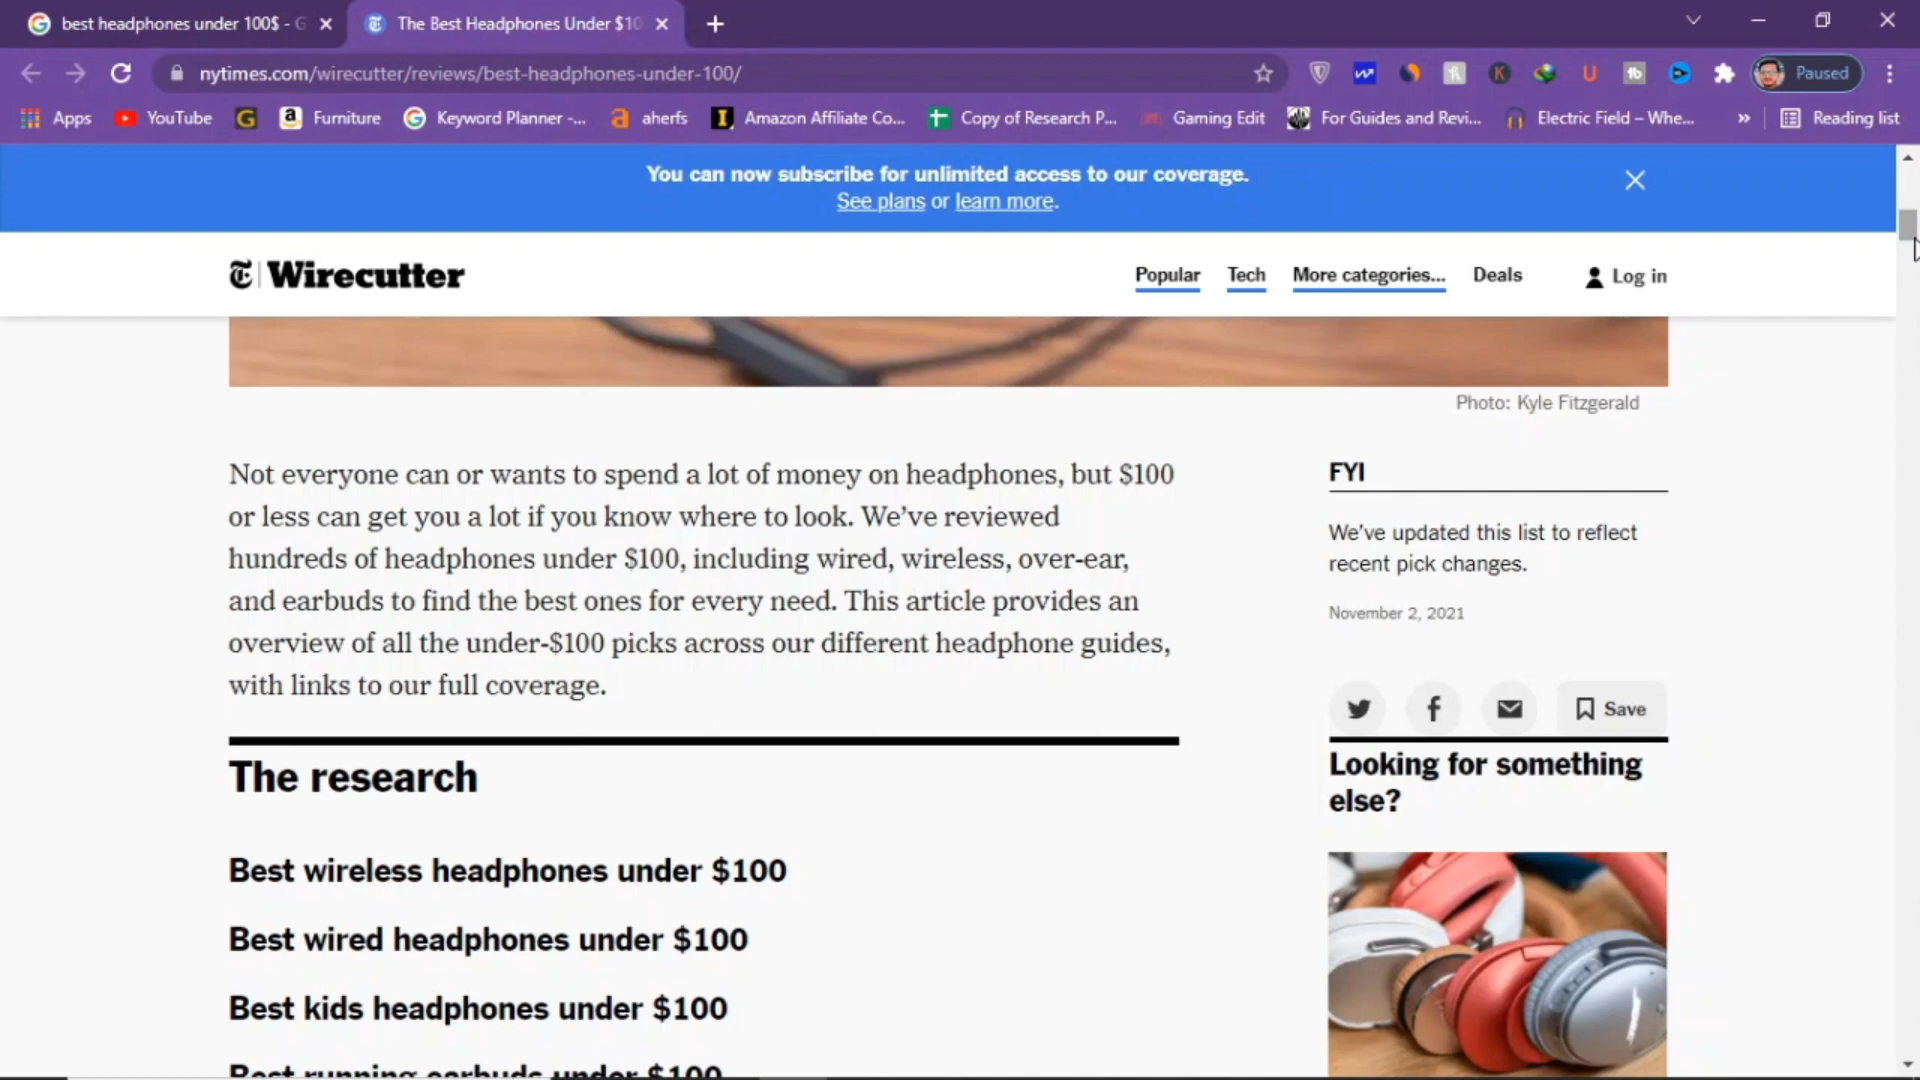 best headphones under 100$ - G
The Best Headphones Under $10
nytimes.com/wirecutter/reviews/best-headphones-under-100/
Paused
Apps
YouTube
Furniture
Keyword Planner -...
aherfs
Amazon Affiliate Co...
Copy of Research P...
Gaming Edit
For Guides and Revi...
Electric Field – Whe...
Reading list
You can now subscribe for unlimited access to our coverage.
See plans or learn more.
Wirecutter
Popular
Tech
More categories...
Deals
Log in
Photo: Kyle Fitzgerald
Not everyone can or wants to spend a lot of money on headphones, but $100
or less can get you a lot if you know where to look. We’ve reviewed
hundreds of headphones under $100, including wired, wireless, over-ear,
and earbuds to find the best ones for every need. This article provides an
overview of all the under-$100 picks across our different headphone guides,
with links to our full coverage.
The research
Best wireless headphones under $100
Best wired headphones under $100
Best kids headphones under $100
Best running earbuds under $100
FYI
We’ve updated this list to reflect
recent pick changes.
November 2, 2021
Save
Looking for something
else?